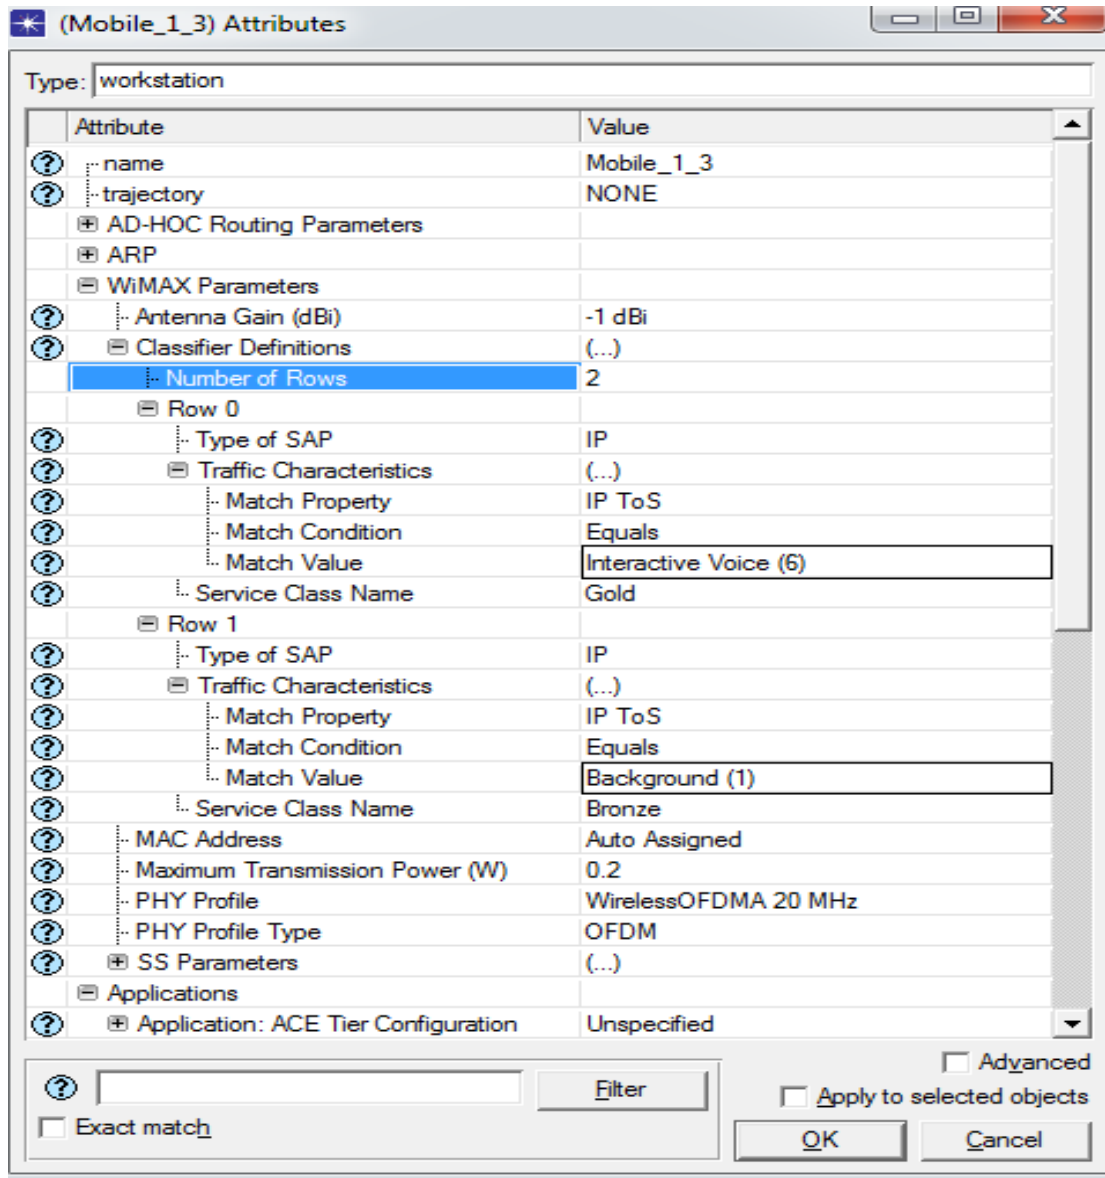 (Mobile_1_3) Attributes
Type: workstation
Attribute Value
name Mobile_1_3
trajectory NONE
AD-HOC Routing Parameters
ARP
WiMAX Parameters
Antenna Gain (dBi) -1 dBi
Classifier Definitions (...)
Number of Rows 2
Row 0
Type of SAP IP
Traffic Characteristics (...)
Match Property IP ToS
Match Condition Equals
Match Value Interactive Voice (6)
Service Class Name Gold
Row 1
Type of SAP IP
Traffic Characteristics (...)
Match Property IP ToS
Match Condition Equals
Match Value Background (1)
Service Class Name Bronze
MAC Address Auto Assigned
Maximum Transmission Power (W) 0.2
PHY Profile WirelessOFDMA 20 MHz
PHY Profile Type OFDM
SS Parameters (...)
Applications
Application: ACE Tier Configuration Unspecified
Advanced
Filter
Apply to selected objects
Exact match
OK Cancel